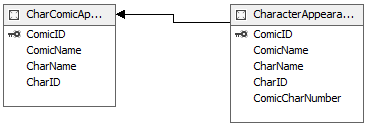 CharComicAp...
ComicID
ComicName
CharName
CharID
CharacterAppeara...
ComicID
ComicName
CharName
CharID
ComicCharNumber